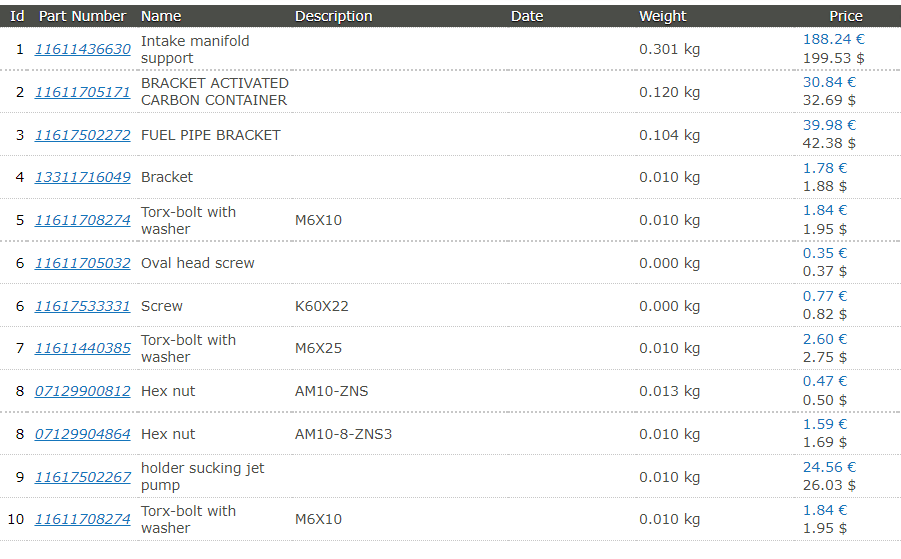 Id Part Number Name Description Date Weight Price
1 11611436630 Intake manifold support 0.301 kg 188.24 € 199.53 $
2 11611705171 BRACKET ACTIVATED CARBON CONTAINER 0.120 kg 30.84 € 32.69 $
3 11617502272 FUEL PIPE BRACKET 0.104 kg 39.98 € 42.38 $
4 13311716049 Bracket 0.010 kg 1.78 € 1.88 $
5 11611708274 Torx-bolt with washer M6X10 0.010 kg 1.84 € 1.95 $
6 11611705032 Oval head screw 0.000 kg 0.35 € 0.37 $
6 11617533331 Screw K60X22 0.000 kg 0.77 € 0.82 $
7 11611440385 Torx-bolt with washer M6X25 0.010 kg 2.60 € 2.75 $
8 07129900812 Hex nut AM10-ZNS 0.013 kg 0.47 € 0.50 $
8 07129904864 Hex nut AM10-8-ZNS3 0.010 kg 1.59 € 1.69 $
9 11617502267 holder sucking jet pump 0.010 kg 24.56 € 26.03 $
10 11611708274 Torx-bolt with washer M6X10 0.010 kg 1.84 € 1.95 $